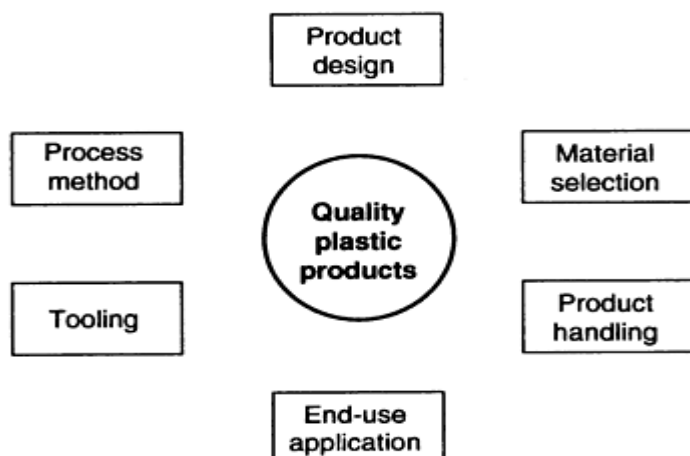 Product
design
Process
method
Material
selection
Quality
plastic
products
Tooling
Product
handling
End-use
application